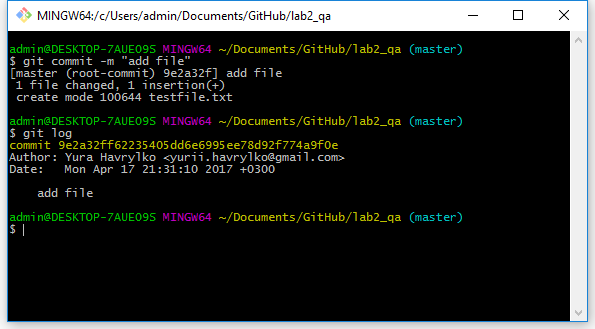 MINGW64:/c/Users/admin/Documents/GitHub/lab2_qa
admin@DESKTOP-7AUE09S MINGW64 ~/Documents/GitHub/lab2_qa (master)
$ git commit -m "add file"
[master (root-commit) 9e2a32f] add file
 1 file changed, 1 insertion(+)
 create mode 100644 testfile.txt
admin@DESKTOP-7AUE09S MINGW64 ~/Documents/GitHub/lab2_qa (master)
$ git log
commit 9e2a32ff62235405dd6e6995ee78d92f774a9f0e
Author: Yura Havrylko <yurii.havrylko@gmail.com>
Date:   Mon Apr 17 21:31:10 2017 +0300
    add file
admin@DESKTOP-7AUE09S MINGW64 ~/Documents/GitHub/lab2_qa (master)
$